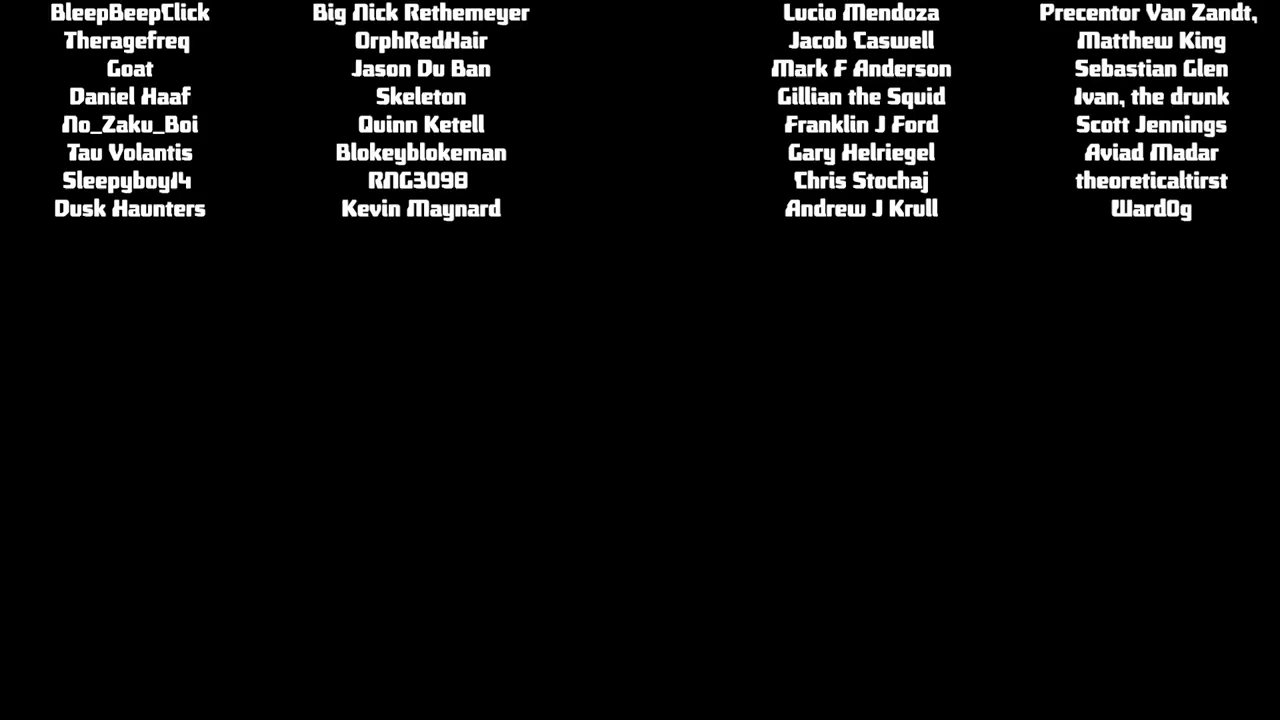 BleepBeepClick
Theragefreq
Goat
Daniel Haaf
No_Zaku_Boi
Tau Volantis
Sleepyboy14
Dusk Haunters
Big Nick Rethemeyer
OrphRedHair
Jason Du Ban
Skeleton
Quinn Ketell
Blokeyblokeman
RNG3098
Kevin Maynard
Lucio Mendoza
Jacob Caswell
Mark F Anderson
Gillian the Squid
Franklin J Ford
Gary Helriegel
Chris Stochaj
Andrew J Krull
Precentor Van Zandt,
Matthew King
Sebastian Glen
Ivan, the drunk
Scott Jennings
Aviad Madar
theoreticaltirst
Ward0g